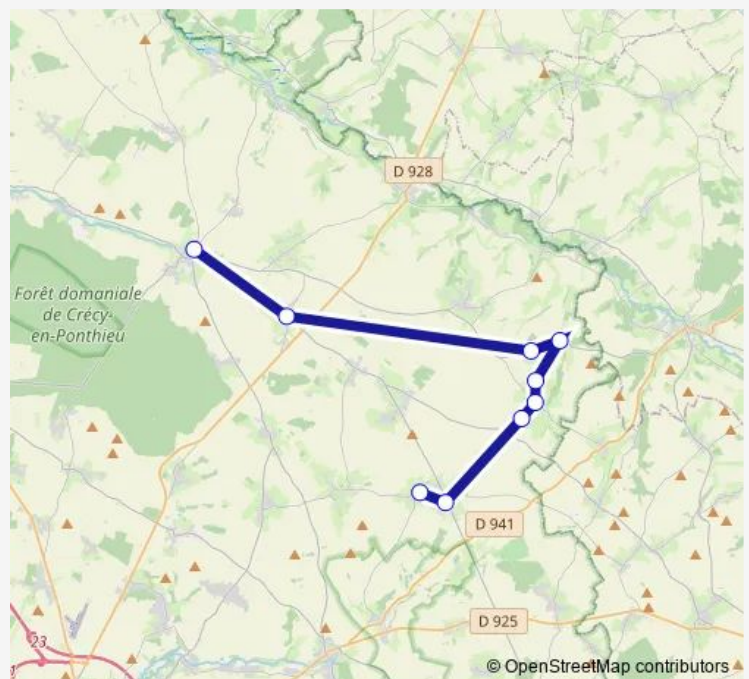 D 928
Forêt domaniale
de Crécy-
en-Ponthieu
D 941
D 925
23
© OpenStreetMap contributors